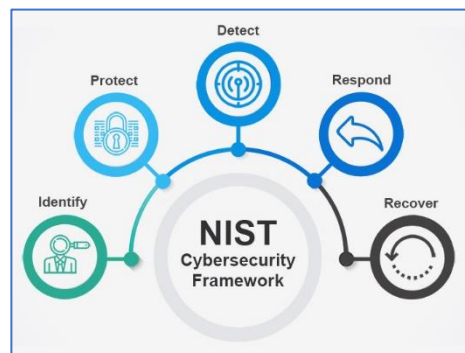 Detect
Protect
Respond
Identify
Recover
NIST
Cybersecurity
Framework